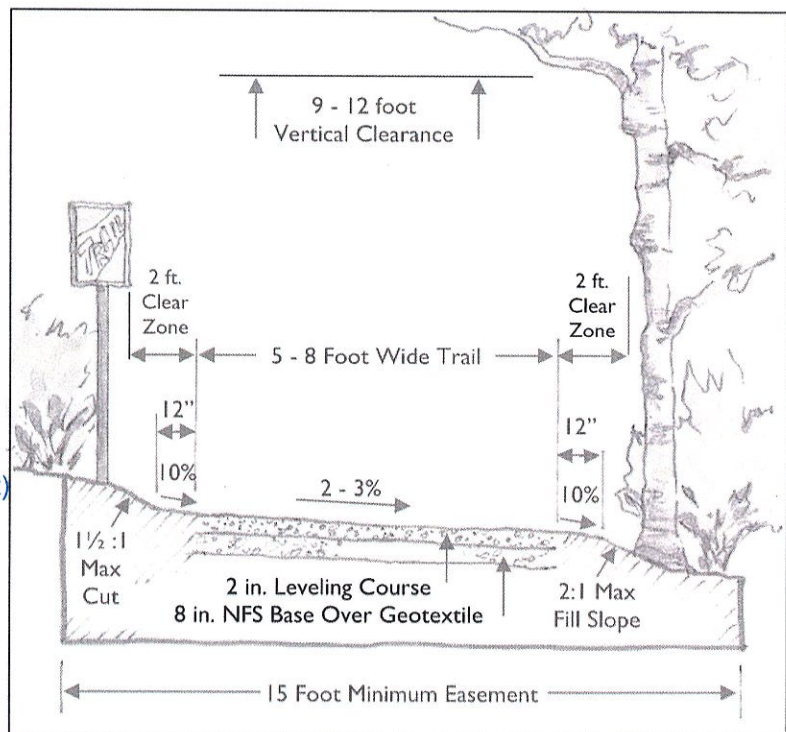 9 - 12 foot
Vertical Clearance
TRAIL
2 ft.
Clear
Zone
2 ft.
Clear
Zone
5 - 8 Foot Wide Trail
12”
12”
10%
2 - 3%
10%
)
1½ :1
Max
Cut
2 in. Leveling Course
8 in. NFS Base Over Geotextile
2:1 Max
Fill Slope
15 Foot Minimum Easement